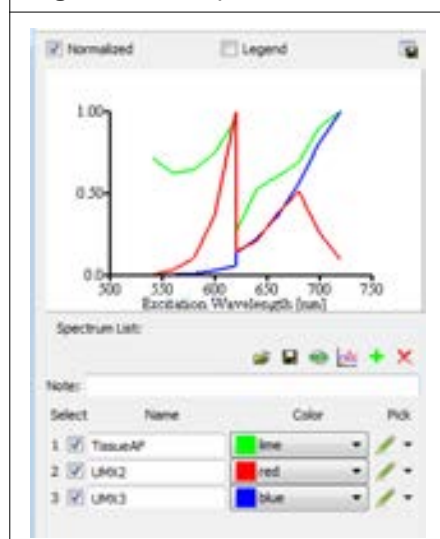 Normalized Legend
1.00
0.50
0.0
500 550 600 650 700 750
Excitation Wavelength [nm]
Spectrum List:
Note:
Select Name Color Pick
1 TissueAF lime
2 UMX2 red
3 UMX3 blue